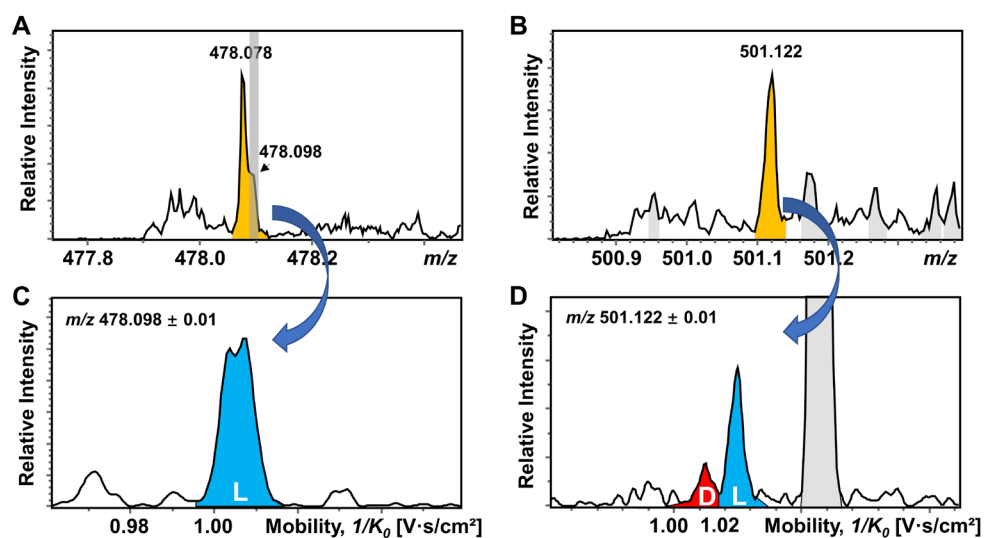 A
Relative Intensity
478.078
478.098
477.8 478.0 478.2 m/z
B
Relative Intensity
501.122
500.9 501.0 501.1 501.2 m/z
C
Relative Intensity
m/z 478.098 ± 0.01
L
0.98 1.00 Mobility, 1/K0 [V·s/cm²]
D
Relative Intensity
m/z 501.122 ± 0.01
D L
1.00 1.02 Mobility, 1/K0 [V·s/cm²]